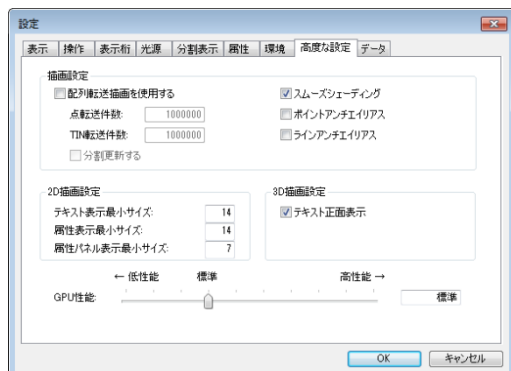 設定
表示 操作 表示桁 光源 分割表示 属性 環境 高度な設定 データ
描画設定
配列転送描画を使用する
点転送件数: 1000000
TIN転送件数: 1000000
分割更新する
スムーズシェーディング
ポイントアンチエイリアス
ラインアンチエイリアス
2D描画設定
テキスト表示最小サイズ: 14
属性表示最小サイズ: 14
属性パネル表示最小サイズ: 7
3D描画設定
テキスト正面表示
← 低性能 標準 高性能 →
GPU性能: 標準
OK キャンセル